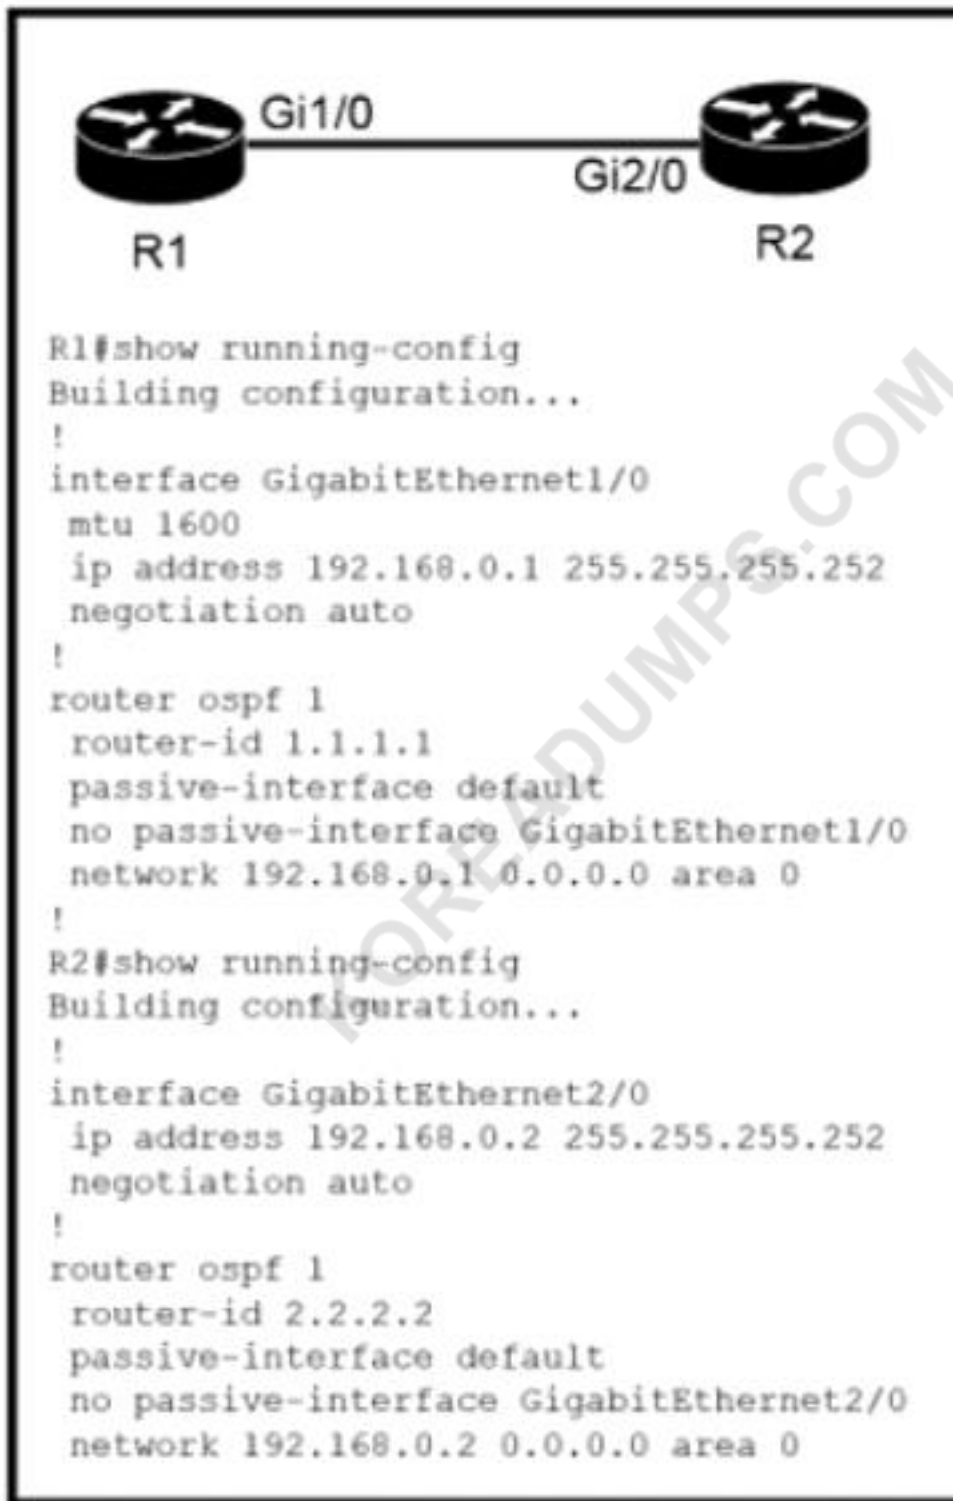 Gi1/0
Gi2/0
R1
R2
R1#show running-config
Building configuration...
!
interface GigabitEthernet1/0
mtu 1600
ip address 192.168.0.1 255.255.255.252
negotiation auto
!
router ospf 1
router-id 1.1.1.1
passive-interface default
no passive-interface GigabitEthernet1/0
network 192.168.0.1 0.0.0.0 area 0
!
R2#show running-config
Building configuration...
!
interface GigabitEthernet2/0
ip address 192.168.0.2 255.255.255.252
negotiation auto
!
router ospf 1
router-id 2.2.2.2
passive-interface default
no passive-interface GigabitEthernet2/0
network 192.168.0.2 0.0.0.0 area 0
KOREADUMPS.COM